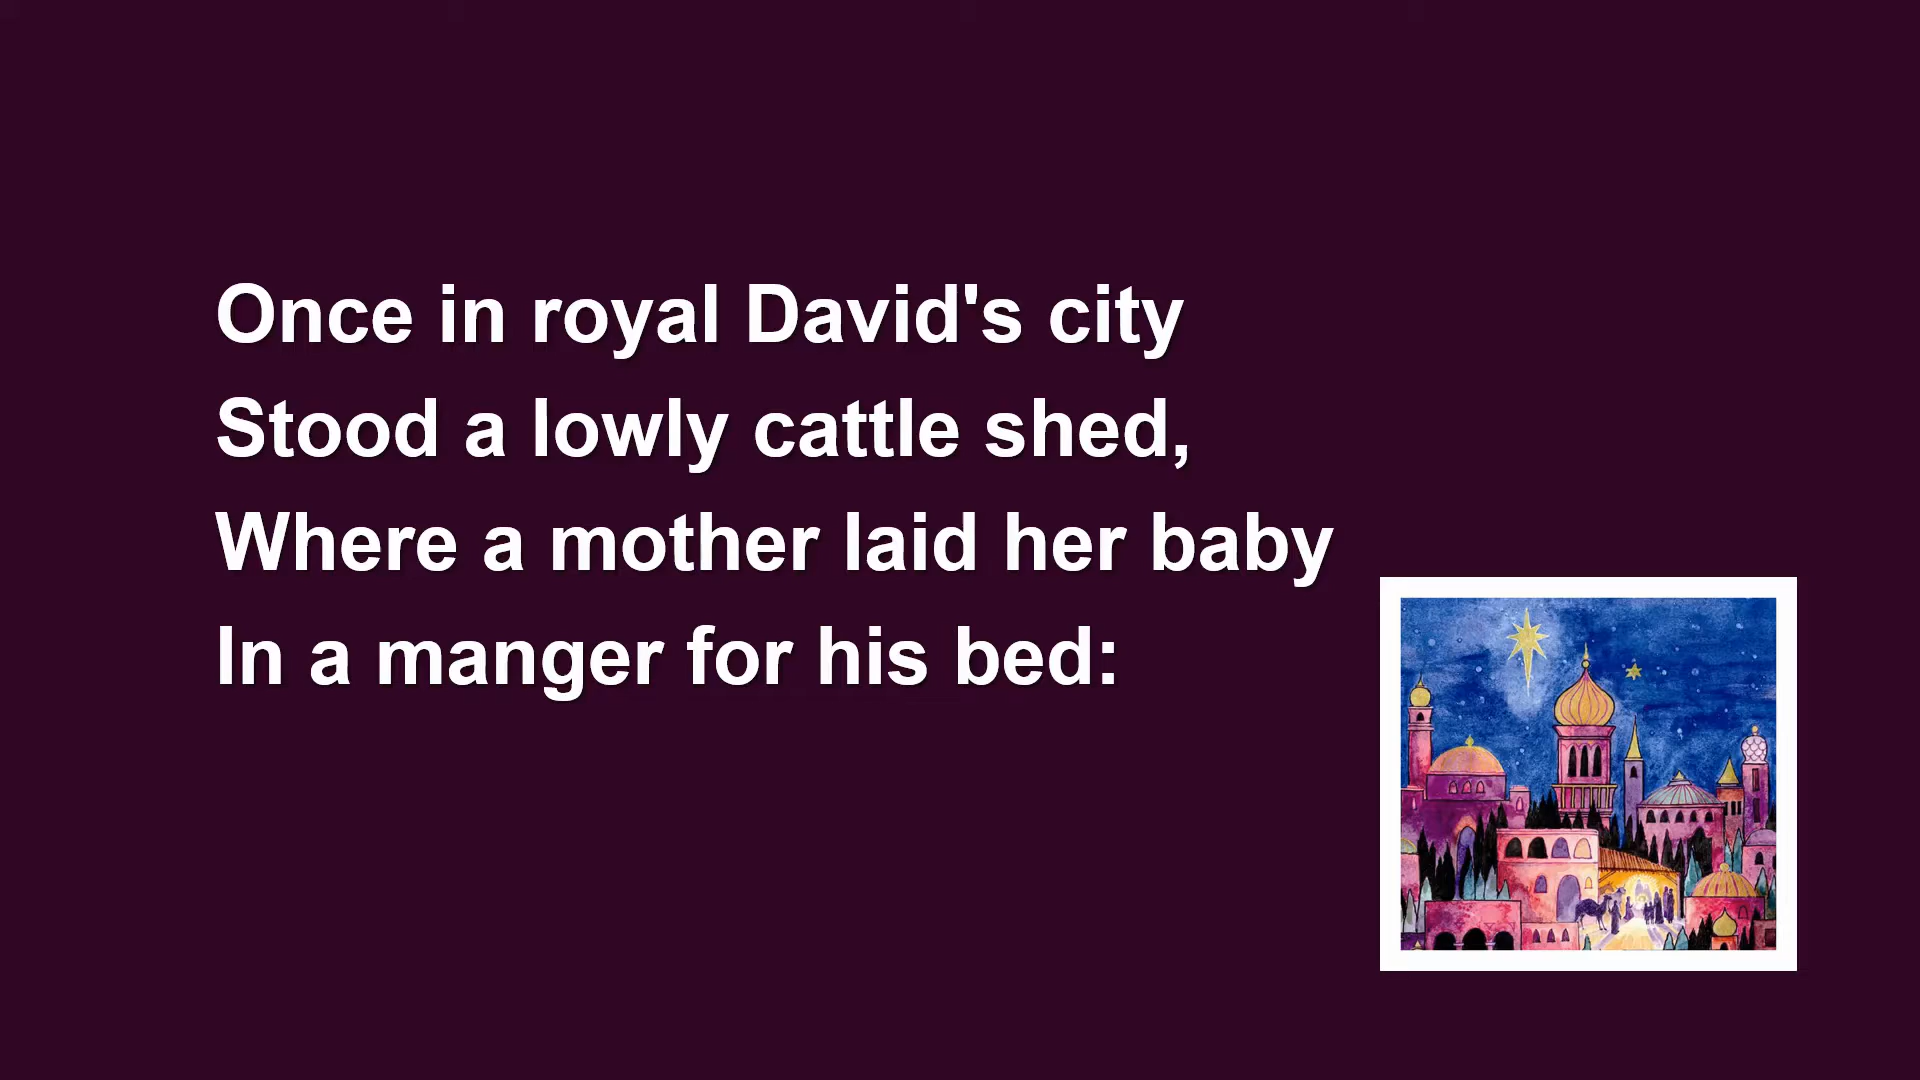 Once in royal David's city
Stood a lowly cattle shed,
Where a mother laid her baby
In a manger for his bed: